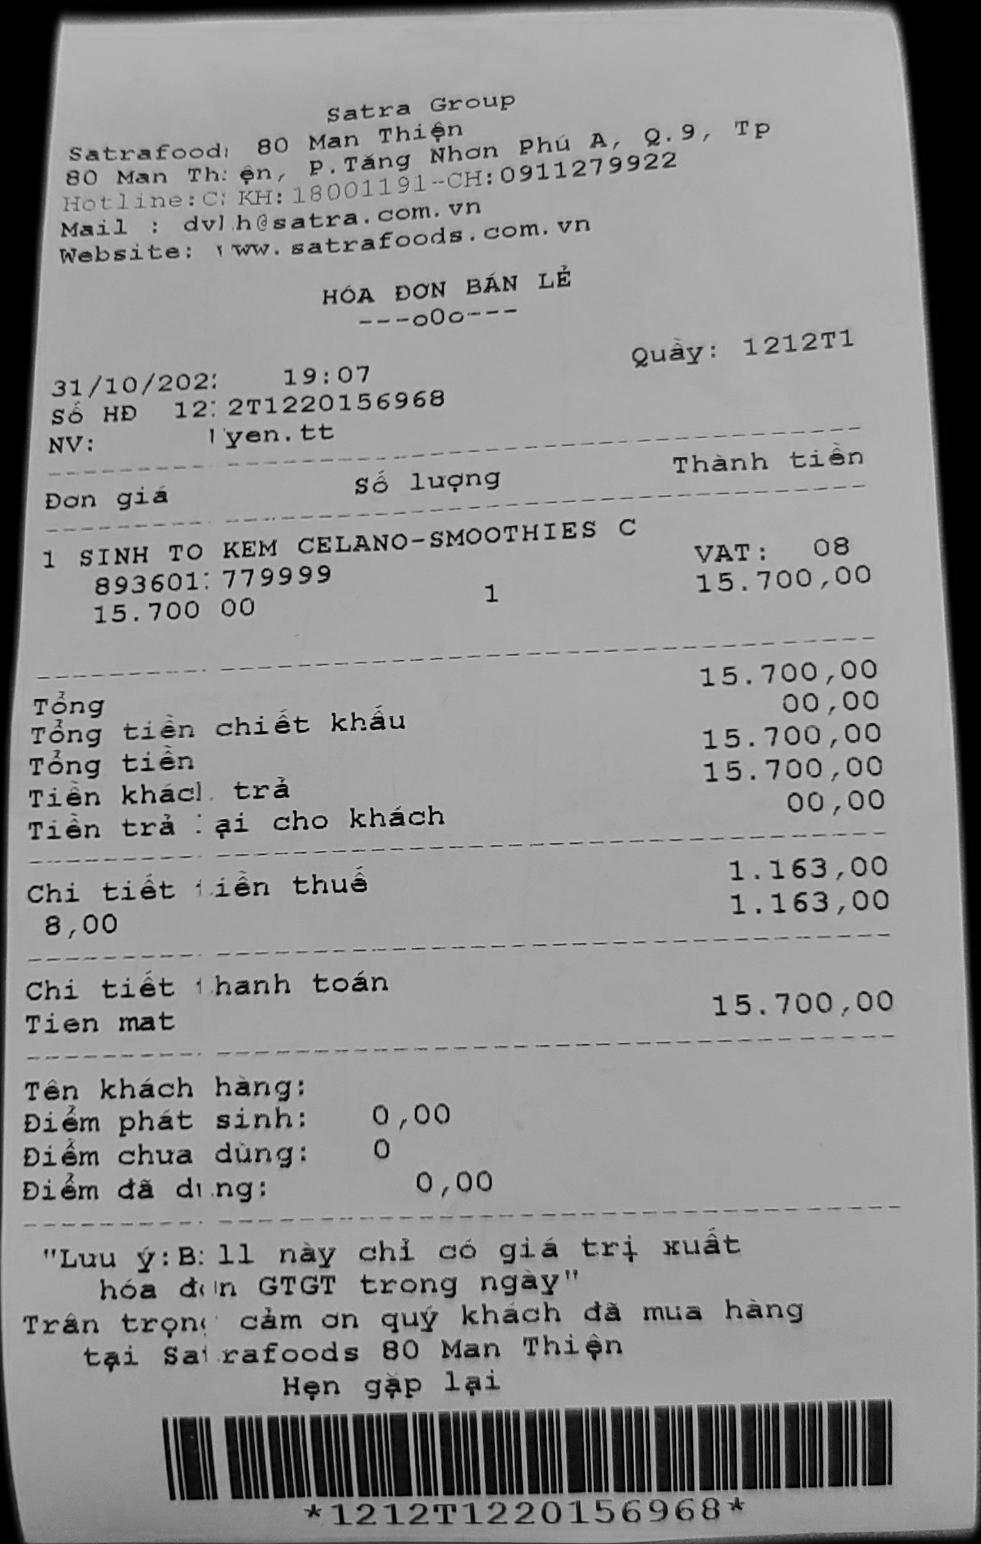 Satra Group
Satrafoods 80 Man Thiện
80 Man Thiện, P.Tăng Nhơn Phú A, Q.9, Tp
Hotline:CSKH:18001191-CH:0911279922
Mail : dvkh@satra.com.vn
Website: www.satrafoods.com.vn
HÓA ĐƠN BÁN LẺ
---oOo---
31/10/2022 19:07 Quầy: 1212T1
Số HĐ 1212T1220156968
NV: yen.tt
Đơn giá Số lượng Thành tiền
1 SINH TO KEM CELANO-SMOOTHIES C
893601 779999 VAT: 08
15.700 00 1 15.700,00
Tổng 15.700,00
Tổng tiền chiết khấu 00,00
Tổng tiền 15.700,00
Tiền khách trả 15.700,00
Tiền trả lại cho khách 00,00
Chi tiết tiền thuế 1.163,00
8,00 1.163,00
Chi tiết thanh toán
Tien mat 15.700,00
Tên khách hàng:
Điểm phát sinh: 0,00
Điểm chưa dùng: 0
Điểm đã dùng: 0,00
"Lưu ý:Bill này chỉ có giá trị xuất
hóa đơn GTGT trong ngày"
Trân trọng cảm ơn quý khách đã mua hàng
tại Satrafoods 80 Man Thiện
Hẹn gặp lại
*1212T1220156968*